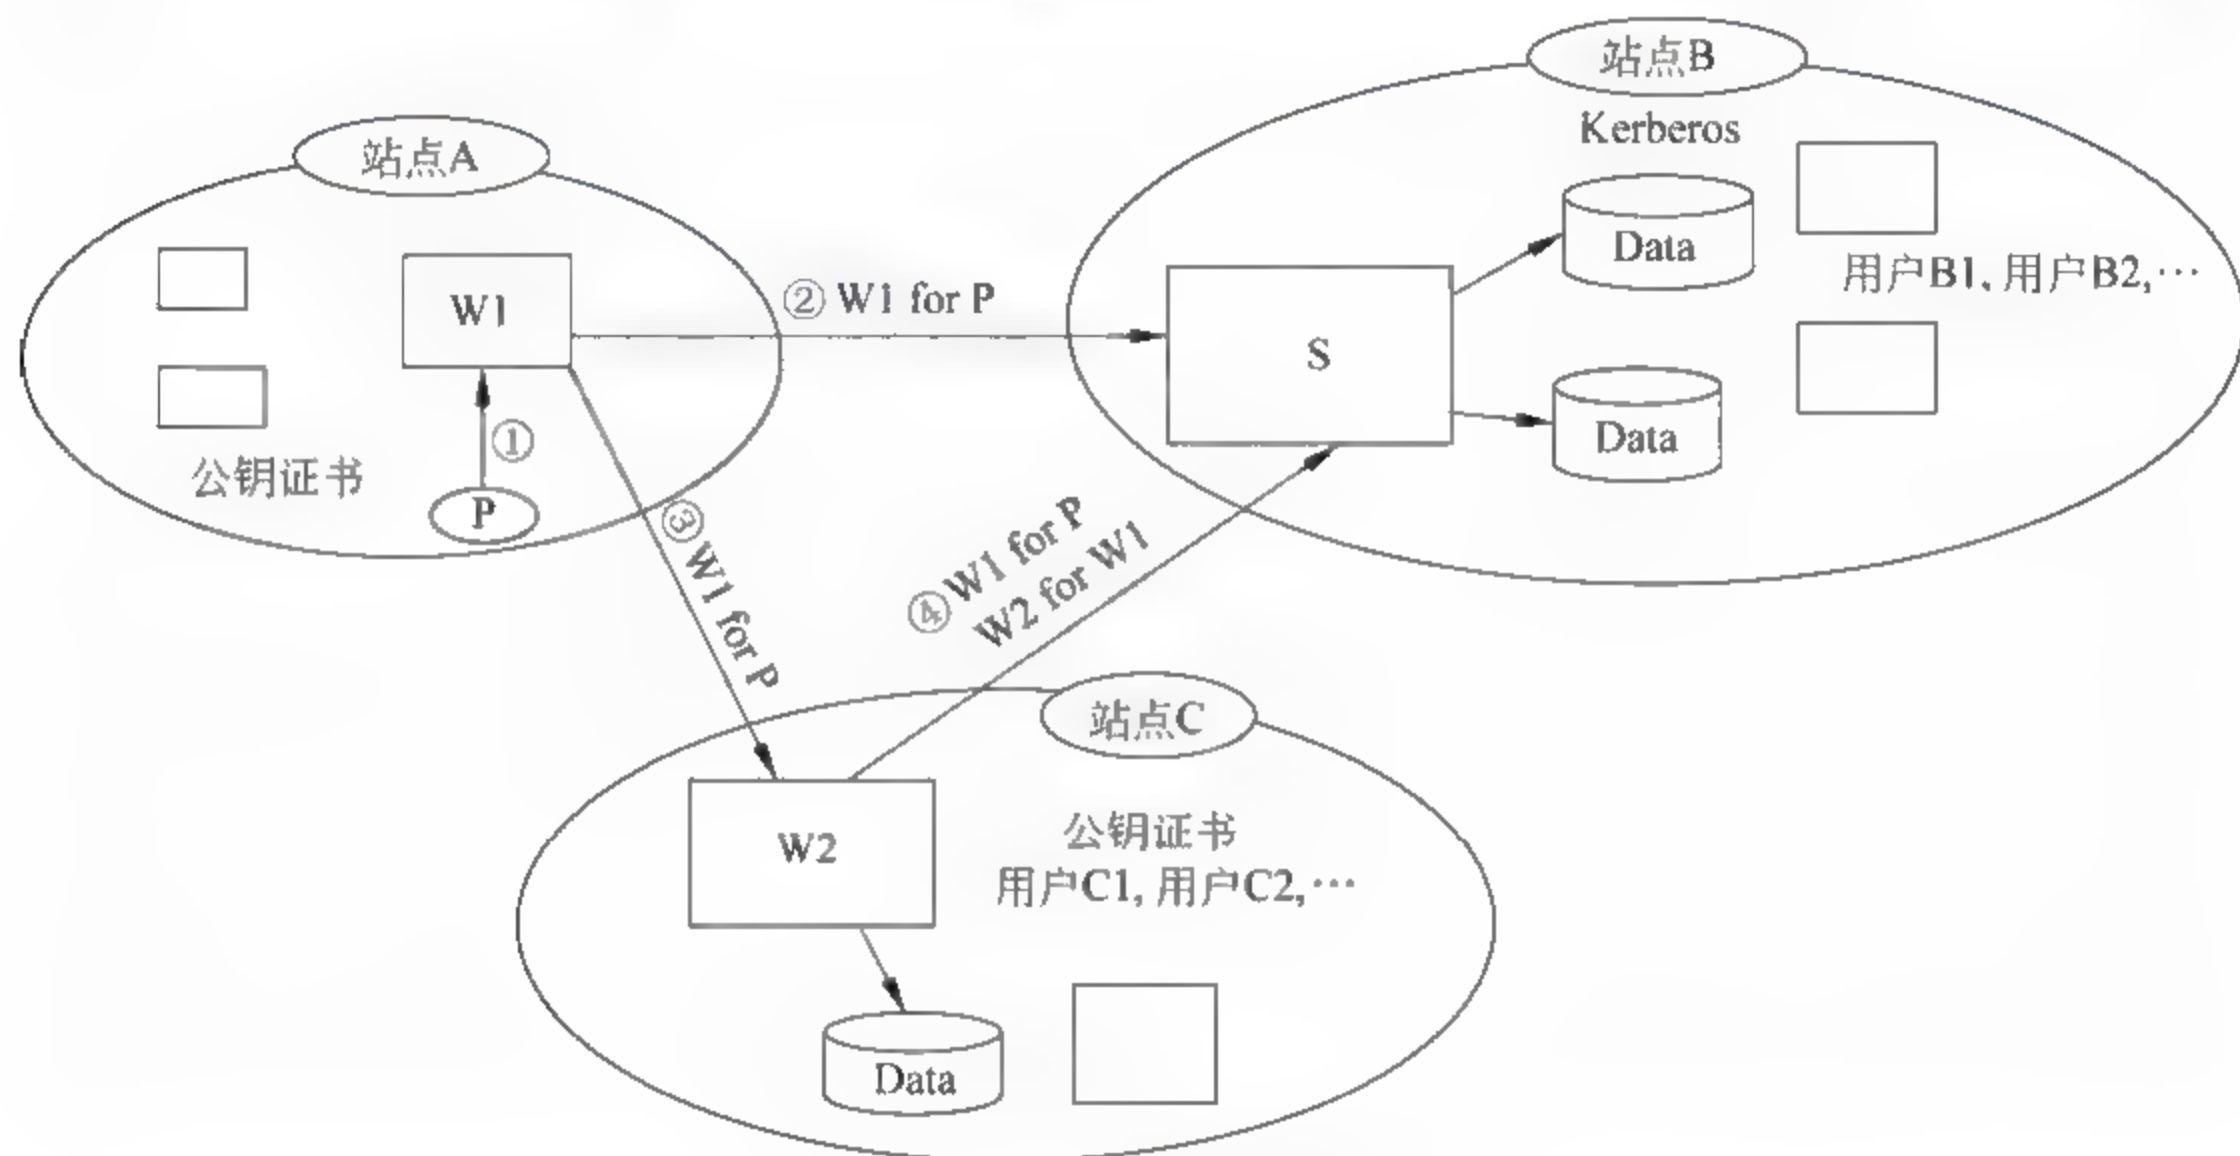 站点A
W1
①
公钥证书
P
② W1 for P
站点B
Kerberos
Data
用户B1, 用户B2,…
S
Data
③ W1 for P
④ W1 for P
W2 for W1
站点C
W2
公钥证书
用户C1, 用户C2,…
Data